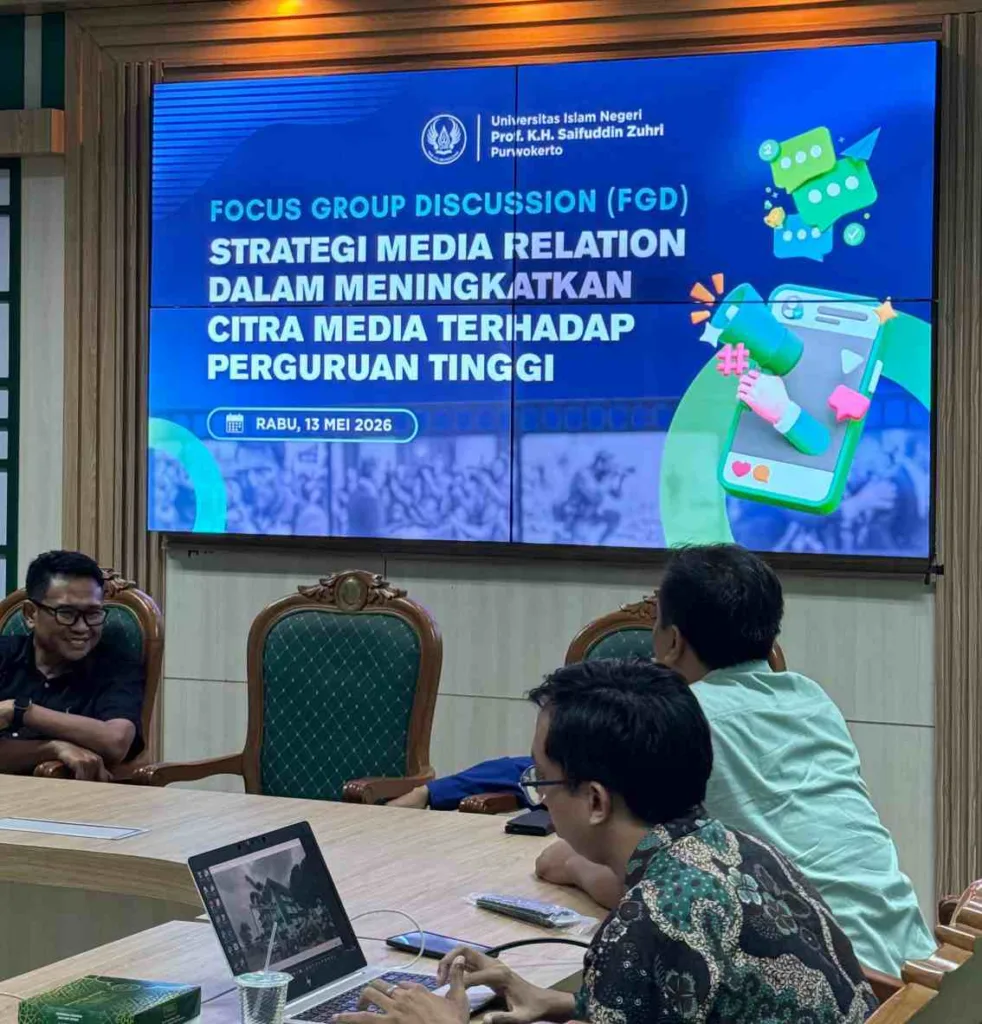 Universitas Islam Negeri
Prof. K.H. Saifuddin Zuhri
Purwokerto
FOCUS GROUP DISCUSSION (FGD)
STRATEGI MEDIA RELATION
DALAM MENINGKATKAN
CITRA MEDIA TERHADAP
PERGURUAN TINGGI
RABU, 13 MEI 2026
#